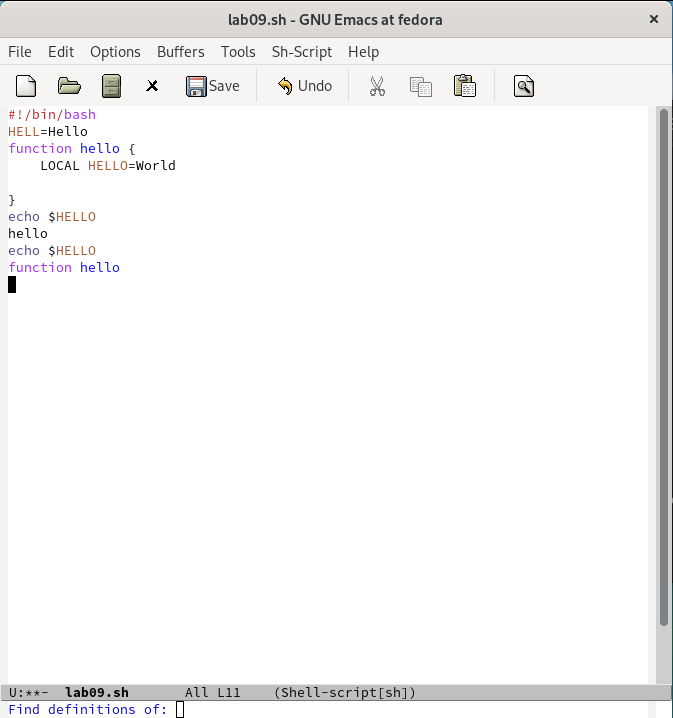 lab09.sh - GNU Emacs at fedora
File Edit Options Buffers Tools Sh-Script Help
Save Undo
#!/bin/bash
HELL=Hello
function hello {
    LOCAL HELLO=World
}
echo $HELLO
hello
echo $HELLO
function hello
U:**- lab09.sh All L11 (Shell-script[sh])
Find definitions of: